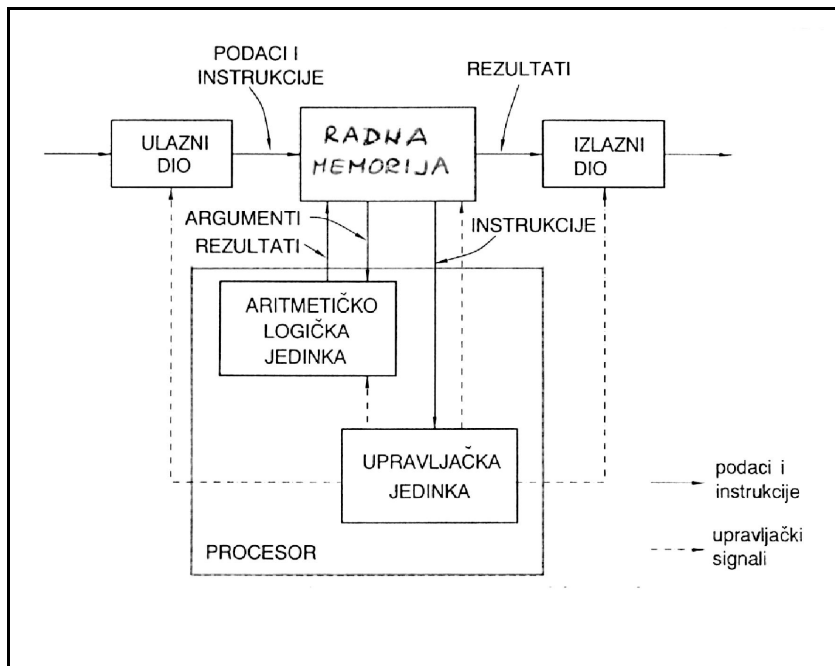 PODACI I
INSTRUKCIJE
REZULTATI
ULAZNI
DIO
RADNA
MEMORIJA
IZLAZNI
DIO
ARGUMENTI
REZULTATI
INSTRUKCIJE
ARITMETIČKO
LOGIČKA
JEDINKA
UPRAVLJAČKA
JEDINKA
PROCESOR
podaci i
instrukcije
upravljački
signali